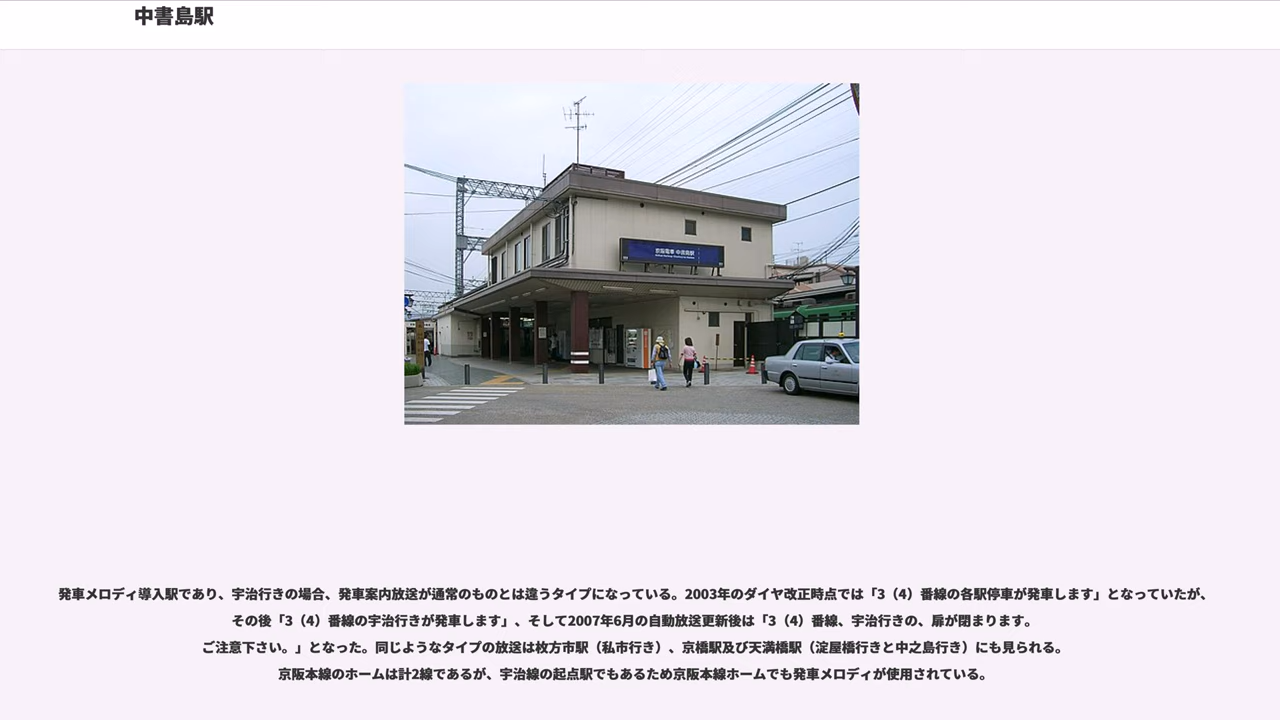 中書島駅
京阪電車 中書島駅
発車メロディ導入駅であり、宇治行きの場合、発車案内放送が通常のものとは違うタイプになっている。2003年のダイヤ改正時点では「3（4）番線の各駅停車が発車します」となっていたが、
その後「3（4）番線の宇治行きが発車します」、そして2007年6月の自動放送更新後は「3（4）番線、宇治行きの、扉が閉まります。
ご注意下さい。」となった。同じようなタイプの放送は枚方市駅（私市行き）、京橋駅及び天満橋駅（淀屋橋行きと中之島行き）にも見られる。
京阪本線のホームは計2線であるが、宇治線の起点駅でもあるため京阪本線ホームでも発車メロディが使用されている。